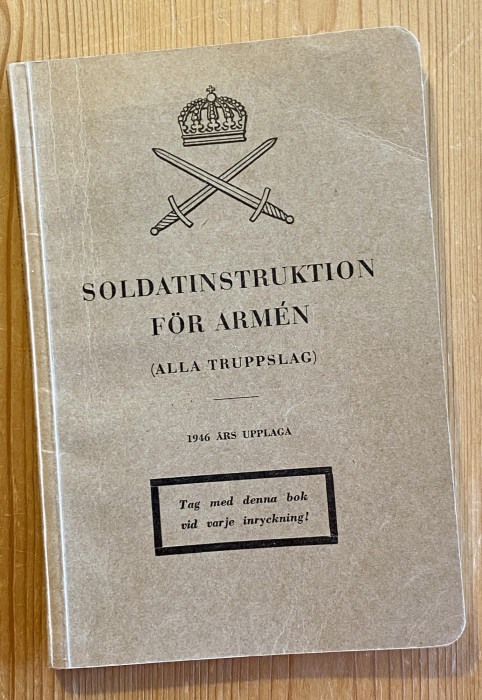 SOLDATINSTRUKTION
FÖR ARMÉN
(ALLA TRUPPSLAG)
1946 ÅRS UPPLAGA
Tag med denna bok
vid varje inryckning!